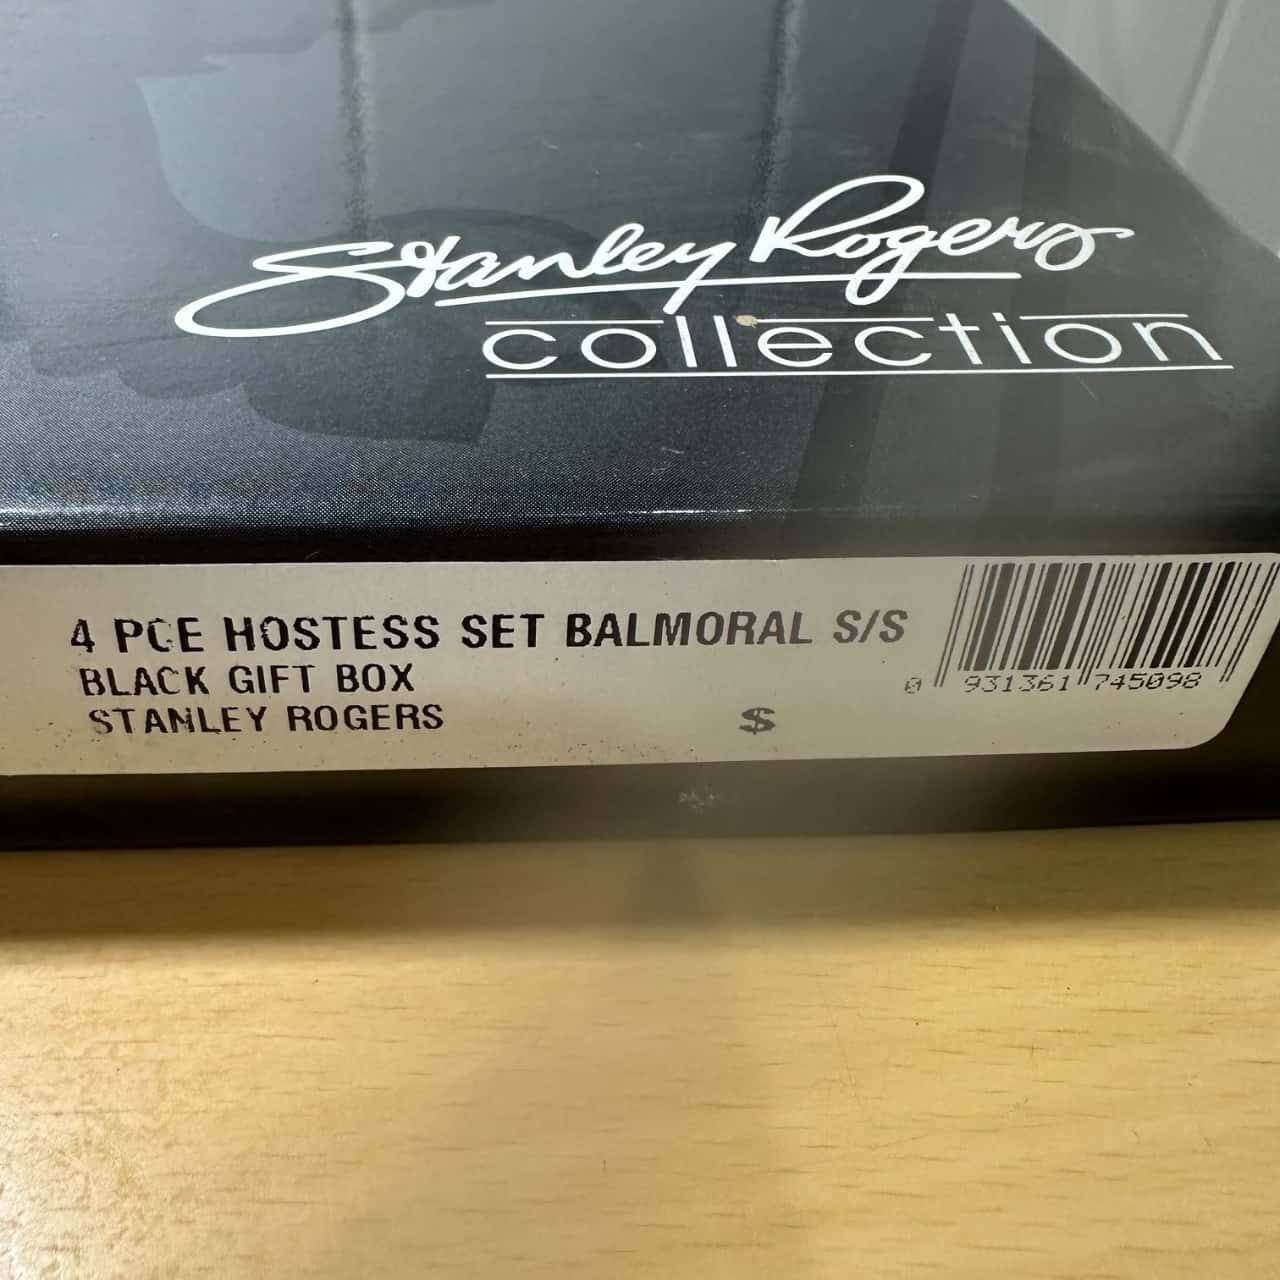 Stanley Rogers
collection
4 PCE HOSTESS SET BALMORAL S/S
BLACK GIFT BOX
STANLEY ROGERS
$
0 931361 745098